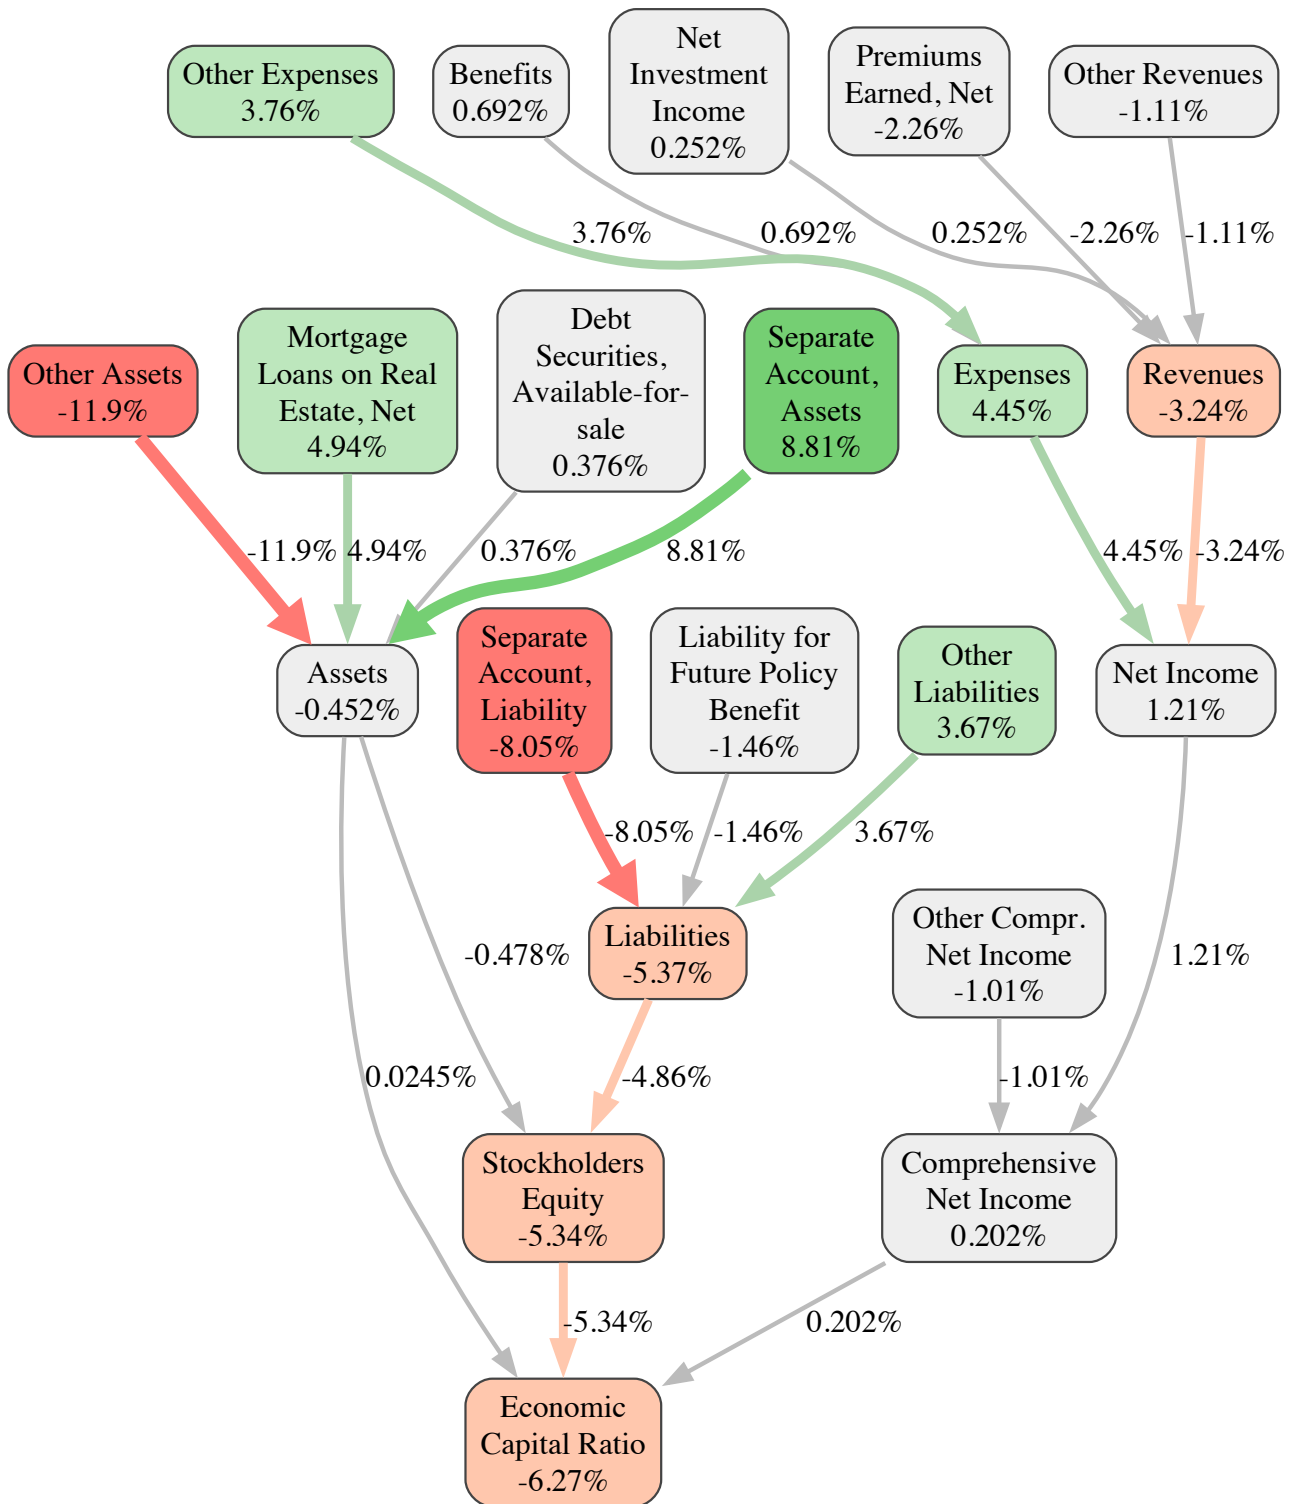 Other Expenses
3.76%
Benefits
0.692%
Net
Investment
Income
0.252%
Premiums
Earned, Net
-2.26%
Other Revenues
-1.11%
3.76%
0.692%
0.252%
-2.26%
-1.11%
Other Assets
-11.9%
Mortgage
Loans on Real
Estate, Net
4.94%
Debt
Securities,
Available-for-
sale
0.376%
Separate
Account,
Assets
8.81%
Expenses
4.45%
Revenues
-3.24%
-11.9%
4.94%
0.376%
8.81%
4.45%
-3.24%
Assets
-0.452%
Separate
Account,
Liability
-8.05%
Liability for
Future Policy
Benefit
-1.46%
Other
Liabilities
3.67%
Net Income
1.21%
-8.05%
-1.46%
3.67%
-0.478%
Liabilities
-5.37%
Other Compr.
Net Income
-1.01%
1.21%
0.0245%
-4.86%
-1.01%
Stockholders
Equity
-5.34%
Comprehensive
Net Income
0.202%
-5.34%
0.202%
Economic
Capital Ratio
-6.27%